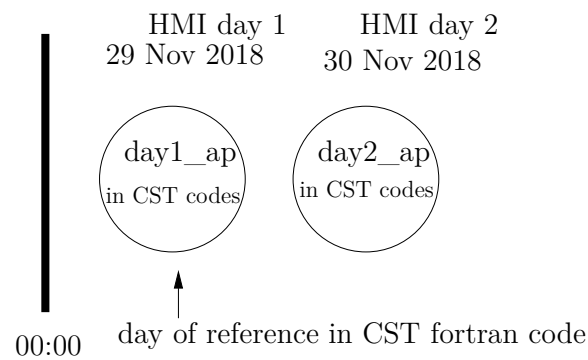 HMI day 1
29 Nov 2018
HMI day 2
30 Nov 2018
day1_ap
in CST codes
day2_ap
in CST codes
00:00
day of reference in CST fortran code